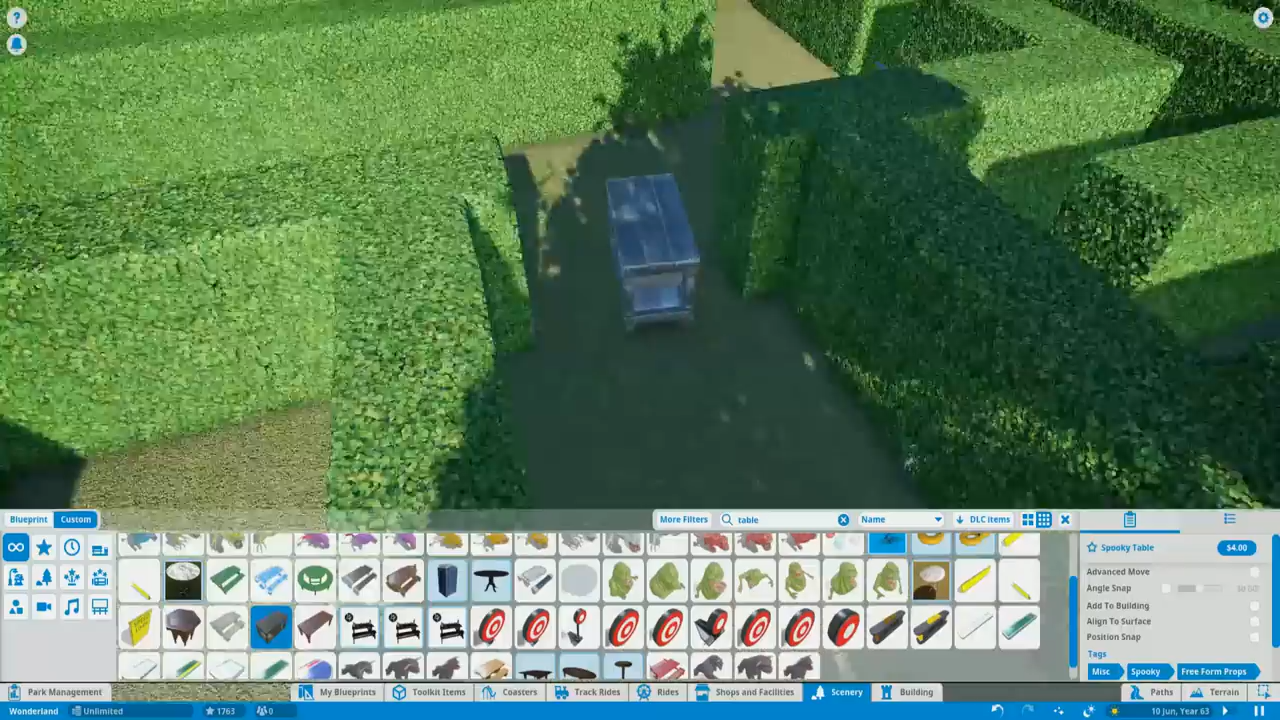 ?
Blueprint Custom More Filters table Name DLC items
Spooky Table $4.00
Advanced Move
Angle Snap
Add To Building
Align To Surface
Position Snap
Tags
Misc Spooky Free Form Props
Park Management My Blueprints Toolkit Items Coasters Track Rides Rides Shops and Facilities Scenery Building Paths Terrain
Wonderland Unlimited 1763 0 10 Jun, Year 63